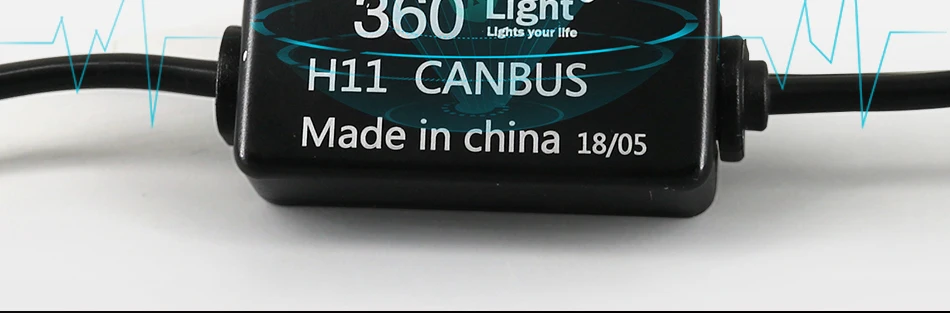 360 Light
Lights your life
H11 CANBUS
Made in china 18/05